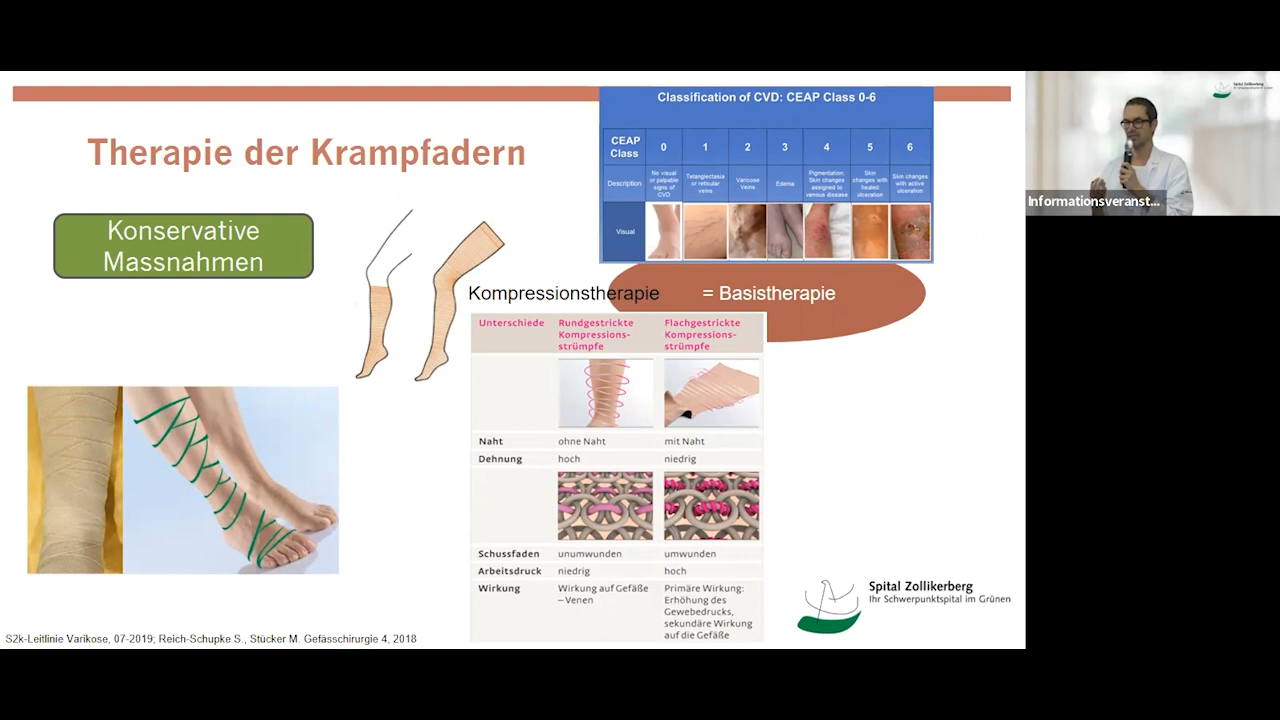 Classification of CVD: CEAP Class 0-6
CEAP Class 0 1 2 3 4 5 6
Description
No visual or palpable signs of CVD
Telangiectasia or reticular veins
Varicose Veins
Edema
Pigmentation Skin changes assigned to venous disease
Skin changes with healed ulceration
Skin changes with active ulceration
Visual
Therapie der Krampfadern
Konservative
Massnahmen
Kompressionstherapie = Basistherapie
Unterschiede
Rundgestrickte
Kompressions-
strümpfe
Flachgestrickte
Kompressions-
strümpfe
Naht ohne Naht mit Naht
Dehnung hoch niedrig
Schussfaden unumwunden umwunden
Arbeitsdruck niedrig hoch
Wirkung
Wirkung auf Gefäße
– Venen
Primäre Wirkung:
Erhöhung des
Gewebedrucks,
sekundäre Wirkung
auf die Gefäße
Spital Zollikerberg
Ihr Schwerpunktspital im Grünen
S2k-Leitlinie Varikose, 07-2019; Reich-Schupke S., Stücker M. Gefässchirurgie 4, 2018
Spital Zollikerberg
Informationsveranst...